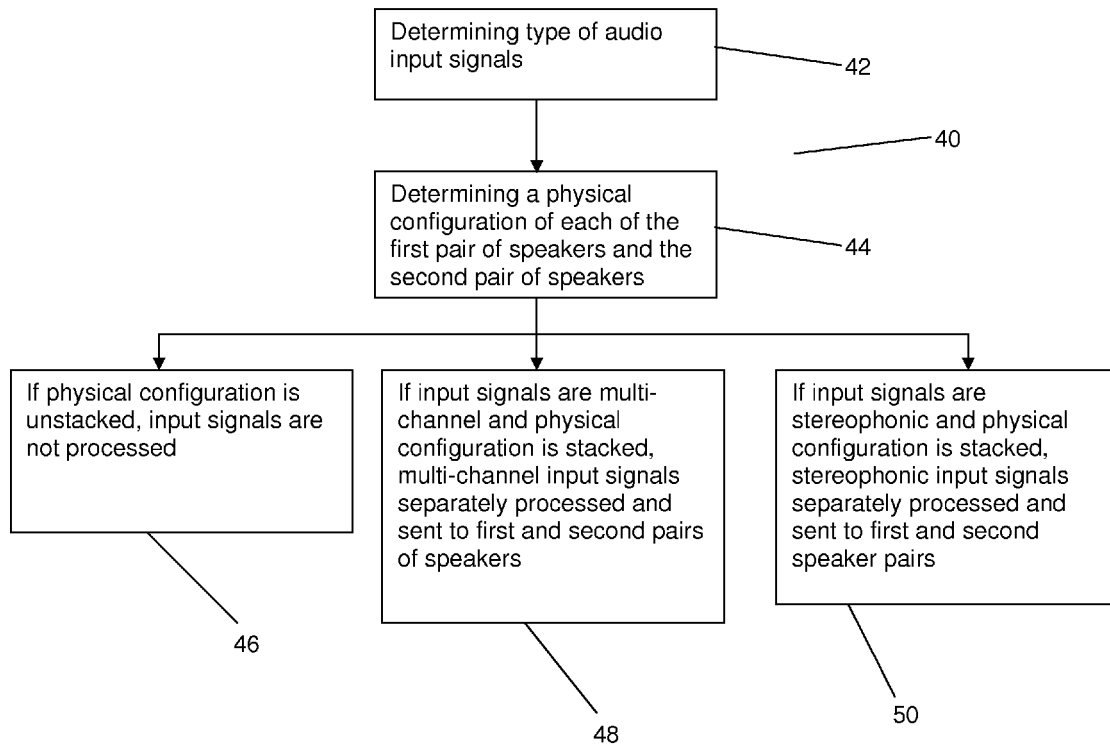 Determining type of audio
input signals
42
40
Determining a physical
configuration of each of the
first pair of speakers and the
second pair of speakers
44
If physical configuration is
unstacked, input signals are
not processed
46
If input signals are multi-
channel and physical
configuration is stacked,
multi-channel input signals
separately processed and
sent to first and second pairs
of speakers
48
If input signals are
stereophonic and physical
configuration is stacked,
stereophonic input signals
separately processed and
sent to first and second
speaker pairs
50